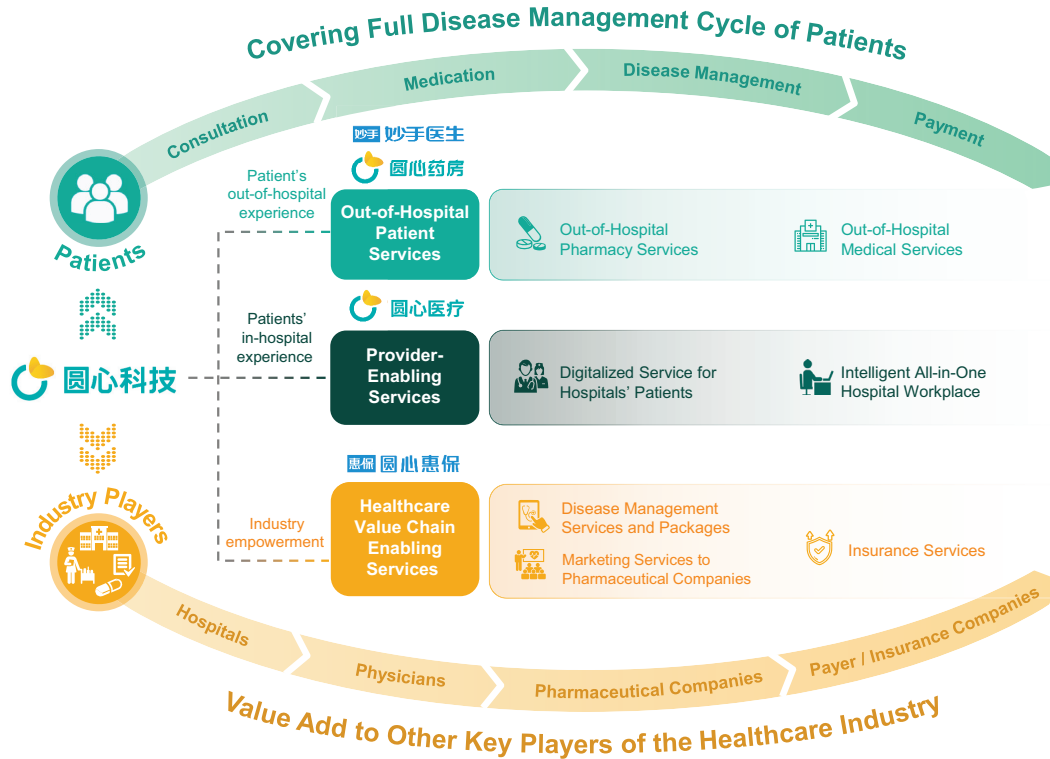 Covering Full Disease Management Cycle of Patients
Consultation
Medication
Disease Management
Payment
Patients
圆心科技
Industry Players
Patient's
out-of-hospital
experience
妙手 妙手医生
圆心药房
Out-of-Hospital
Patient
Services
Out-of-Hospital
Pharmacy Services
Out-of-Hospital
Medical Services
Patients'
in-hospital
experience
圆心医疗
Provider-
Enabling
Services
Digitalized Service for
Hospitals' Patients
Intelligent All-in-One
Hospital Workplace
Industry
empowerment
惠保 圆心惠保
Healthcare
Value Chain
Enabling
Services
Disease Management
Services and Packages
Marketing Services to
Pharmaceutical Companies
Insurance Services
Hospitals
Physicians
Pharmaceutical Companies
Payer / Insurance Companies
Value Add to Other Key Players of the Healthcare Industry